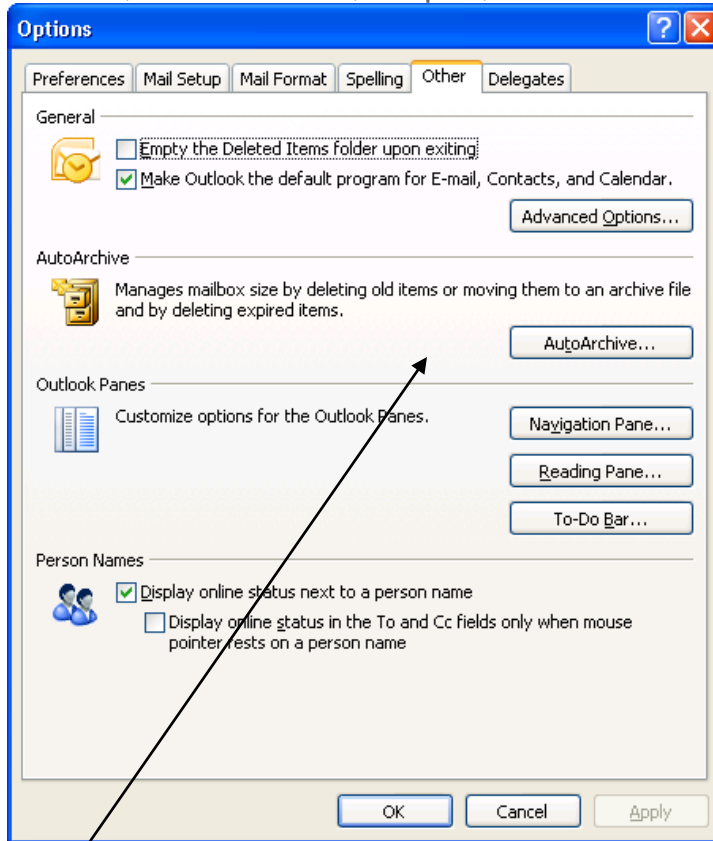 Options
Preferences Mail Setup Mail Format Spelling Other Delegates
General
Empty the Deleted Items folder upon exiting
Make Outlook the default program for E-mail, Contacts, and Calendar.
Advanced Options...
AutoArchive
Manages mailbox size by deleting old items or moving them to an archive file
and by deleting expired items.
AutoArchive...
Outlook Panes
Customize options for the Outlook Panes.
Navigation Pane...
Reading Pane...
To-Do Bar...
Person Names
Display online status next to a person name
Display online status in the To and Cc fields only when mouse
pointer rests on a person name
OK Cancel Apply